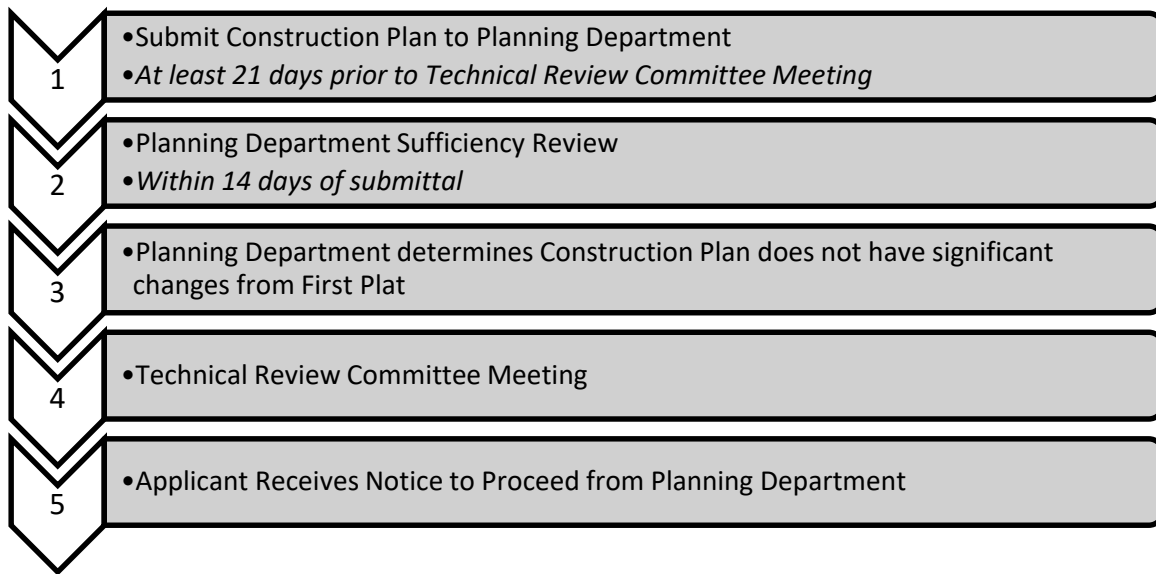 1
•Submit Construction Plan to Planning Department
•At least 21 days prior to Technical Review Committee Meeting
2
•Planning Department Sufficiency Review
•Within 14 days of submittal
3
•Planning Department determines Construction Plan does not have significant
changes from First Plat
4
•Technical Review Committee Meeting
5
•Applicant Receives Notice to Proceed from Planning Department